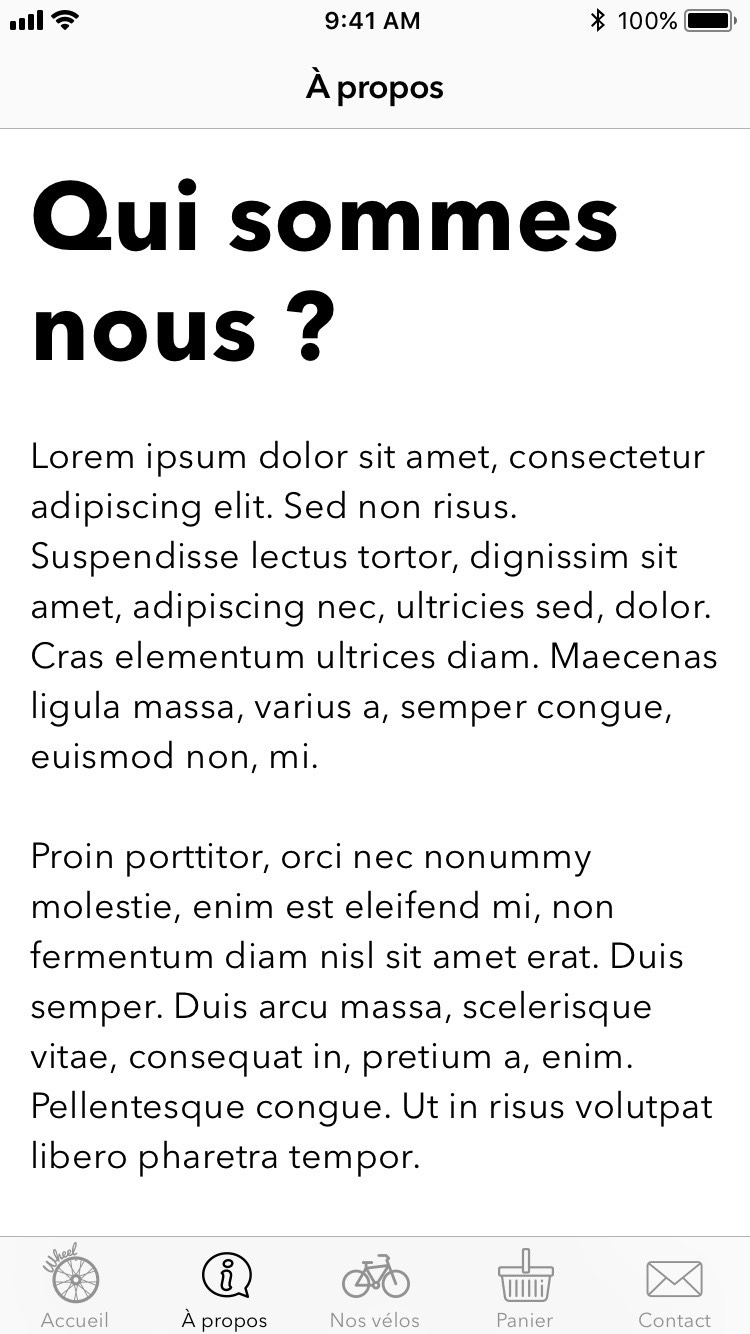 9:41 AM 100%
À propos
Qui sommes
nous ?
Lorem ipsum dolor sit amet, consectetur
adipiscing elit. Sed non risus.
Suspendisse lectus tortor, dignissim sit
amet, adipiscing nec, ultricies sed, dolor.
Cras elementum ultrices diam. Maecenas
ligula massa, varius a, semper congue,
euismod non, mi.
Proin porttitor, orci nec nonummy
molestie, enim est eleifend mi, non
fermentum diam nisl sit amet erat. Duis
semper. Duis arcu massa, scelerisque
vitae, consequat in, pretium a, enim.
Pellentesque congue. Ut in risus volutpat
libero pharetra tempor.
Wheel
Accueil À propos Nos vélos Panier Contact